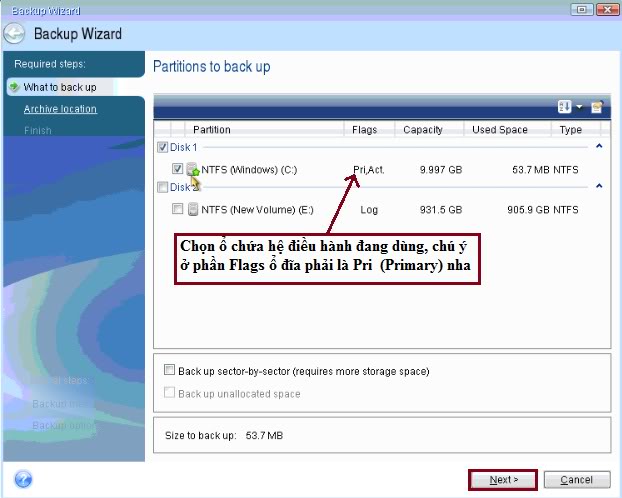 Backup Wizard
Backup Wizard
Required steps:
What to back up
Archive location
Finish
Partitions to back up
Partition Flags Capacity Used Space Type
Disk 1
NTFS (Windows) (C:) Pri,Act. 9.997 GB 53.7 MB NTFS
Disk
NTFS (New Volume) (E:) Log 931.5 GB 905.9 GB NTFS
Chọn ổ chứa hệ điều hành đang dùng, chú ý
ở phần Flags ổ đĩa phải là Pri (Primary) nha
Back up sector-by-sector (requires more storage space)
Back up unallocated space
steps:
Backup
Backup
Size to back up: 53.7 MB
Next >
Cancel